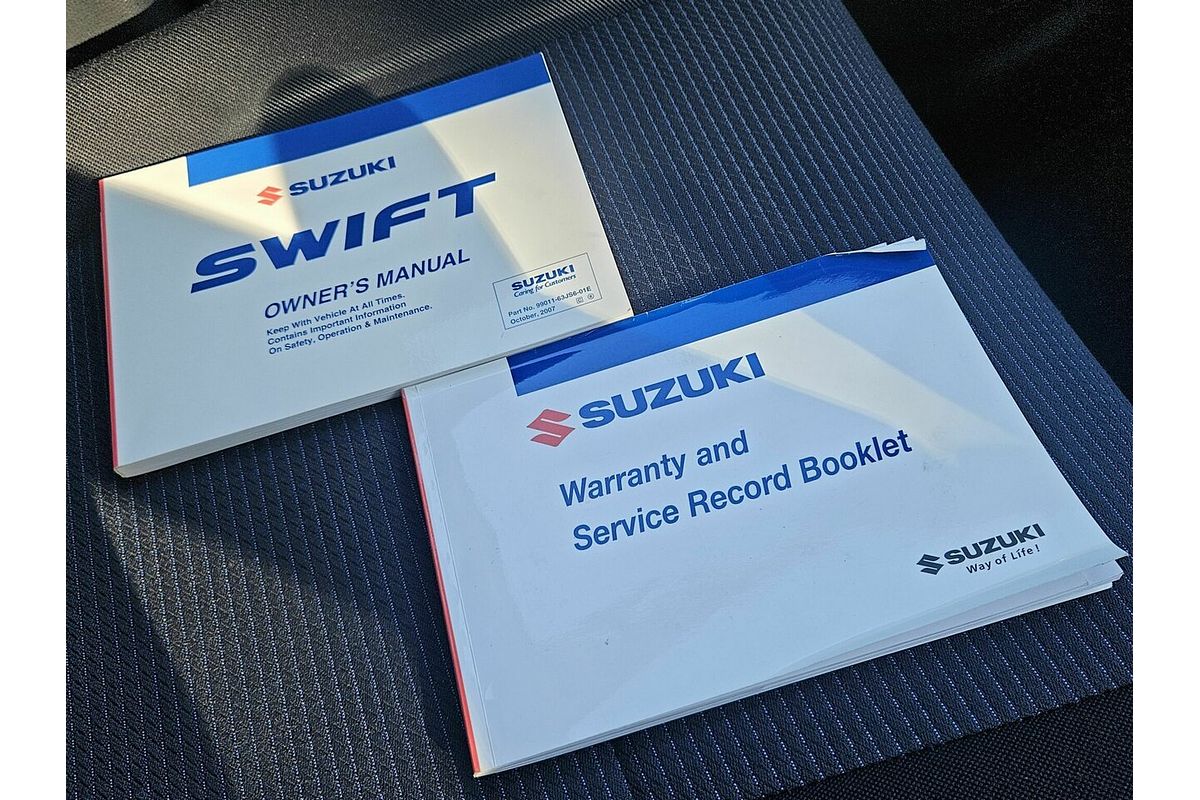 SUZUKI
SWIFT
OWNER'S MANUAL
Keep With Vehicle At All Times.
Contains Important Information
On Safety, Operation & Maintenance.
SUZUKI
Caring for Customers
Part No. 99011-63JS6-01E
October, 2007
SUZUKI
Warranty and
Service Record Booklet
SUZUKI
Way of Life!